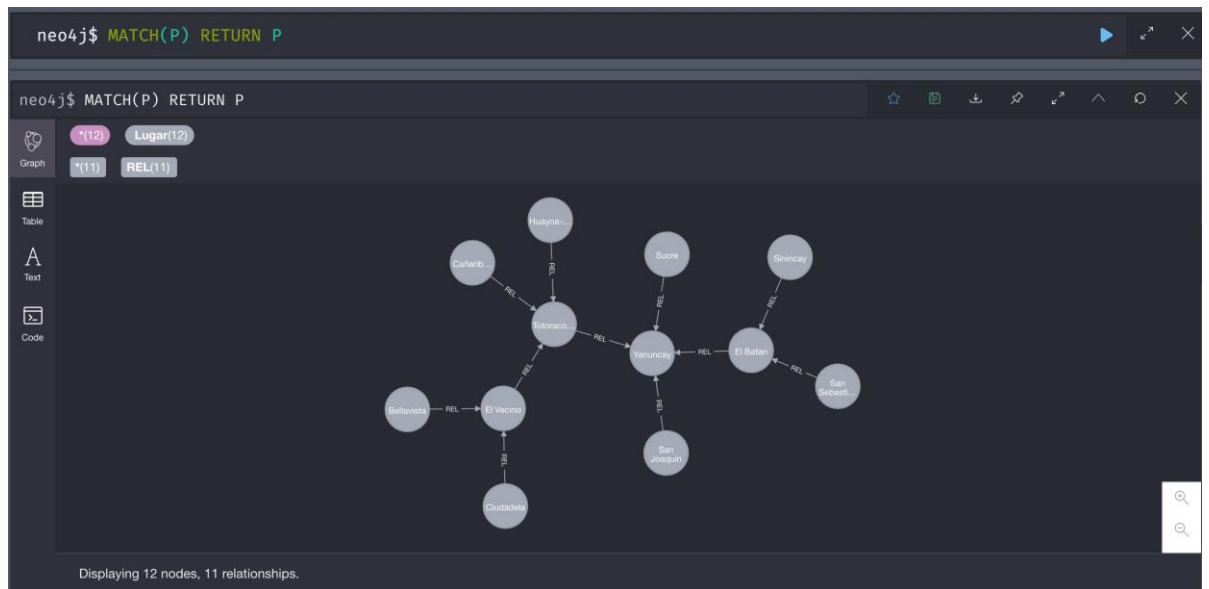 neo4j$ MATCH(P) RETURN P
neo4j$ MATCH(P) RETURN P
*(12) Lugar(12)
Graph
*(11) REL(11)
Table
A
Text
Code
Huayna-...
Cañarib...
REL
REL
Sucre
Sinincay
REL
REL
Totoraco...
REL
Yanuncay
REL
El Batan
REL
San
Sebasti...
REL
Bellavista
REL
El Vecino
REL
REL
San
Joaquin
Ciudadela
Displaying 12 nodes, 11 relationships.